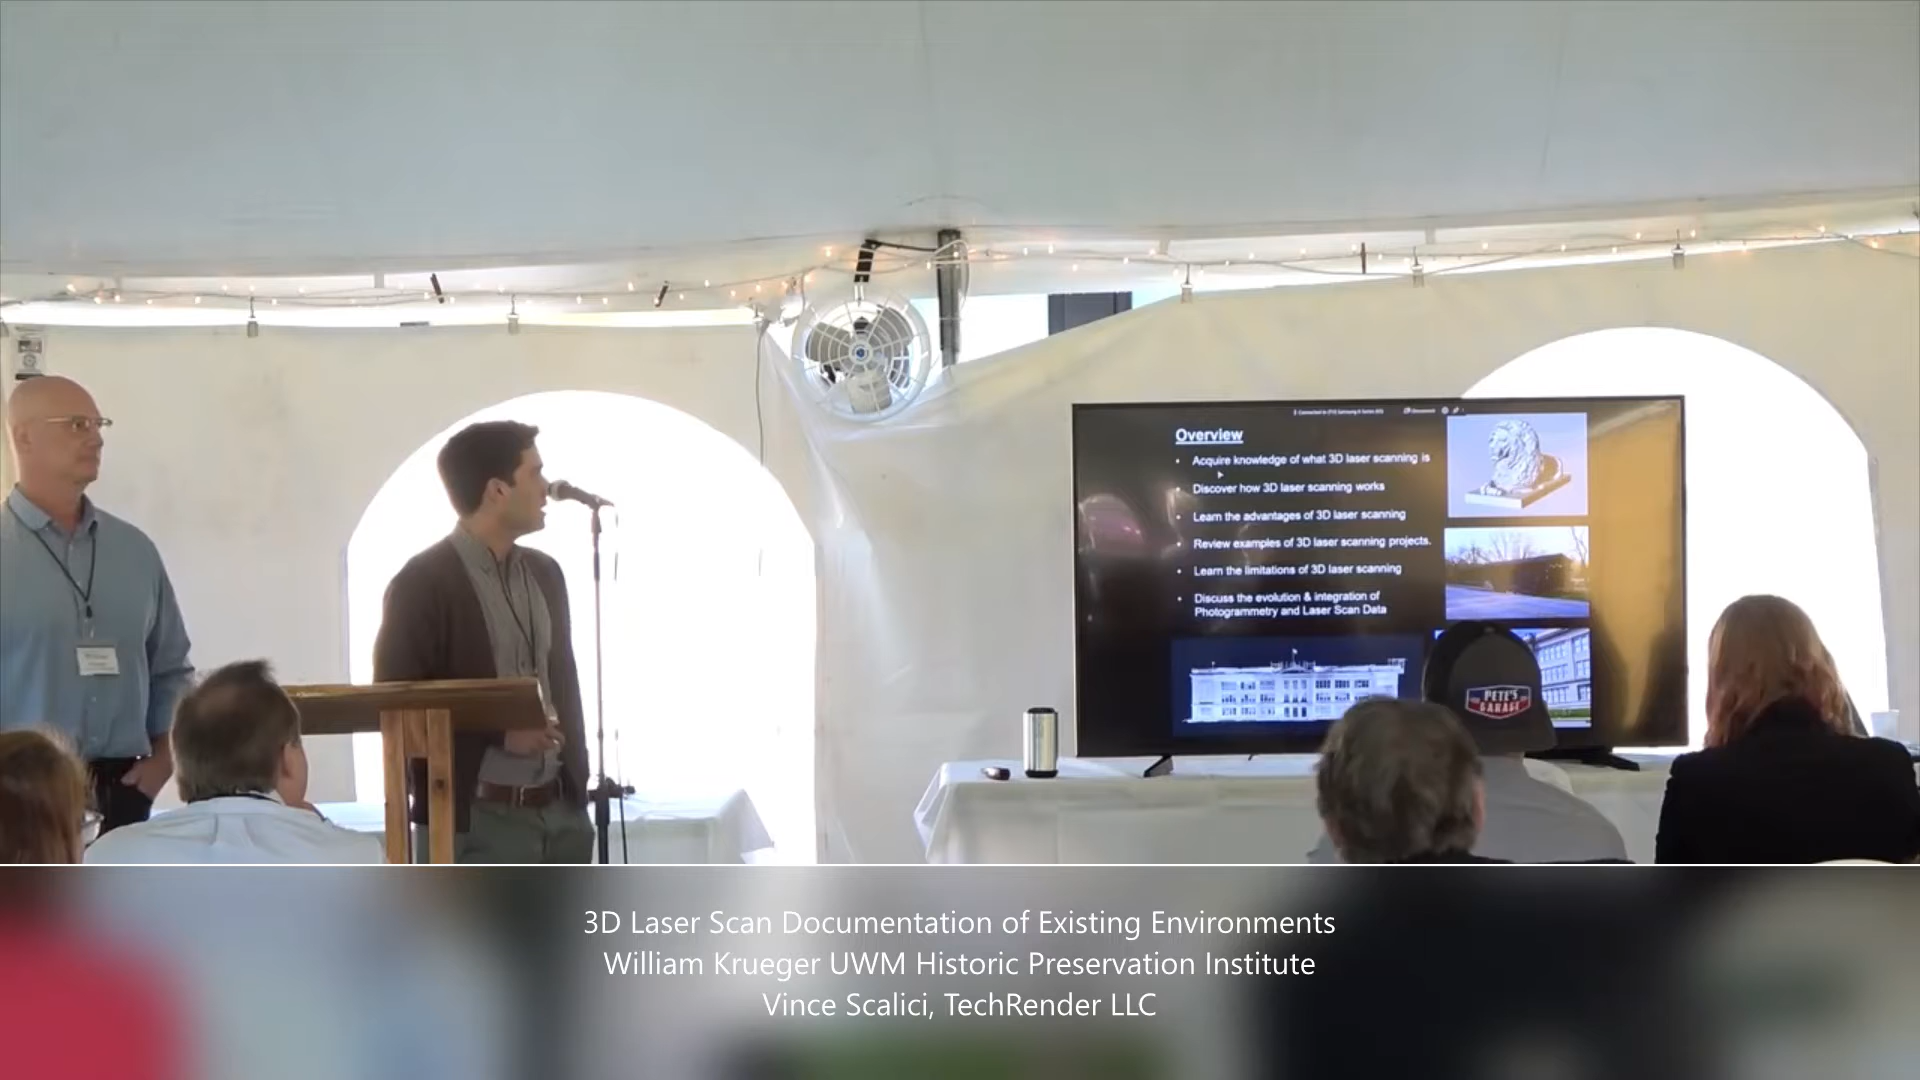 Overview
Acquire knowledge of what 3D laser scanning is
Discover how 3D laser scanning works
Learn the advantages of 3D laser scanning
Review examples of 3D laser scanning projects.
Learn the limitations of 3D laser scanning
Discuss the evolution & integration of
Photogrammetry and Laser Scan Data
PETE'S
GARAGE
3D Laser Scan Documentation of Existing Environments
William Krueger UWM Historic Preservation Institute
Vince Scalici, TechRender LLC